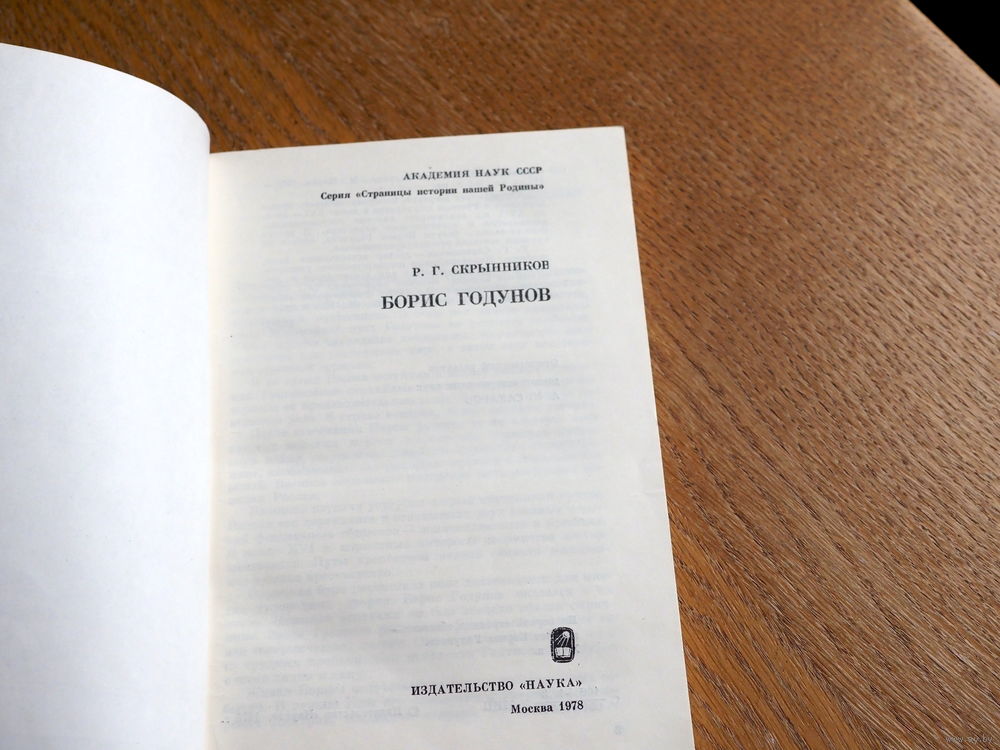 АКАДЕМИЯ НАУК СССР
Серия «Страницы истории нашей Родины»
Р. Г. СКРЫННИКОВ
БОРИС ГОДУНОВ
ИЗДАТЕЛЬСТВО «НАУКА»
Москва 1978